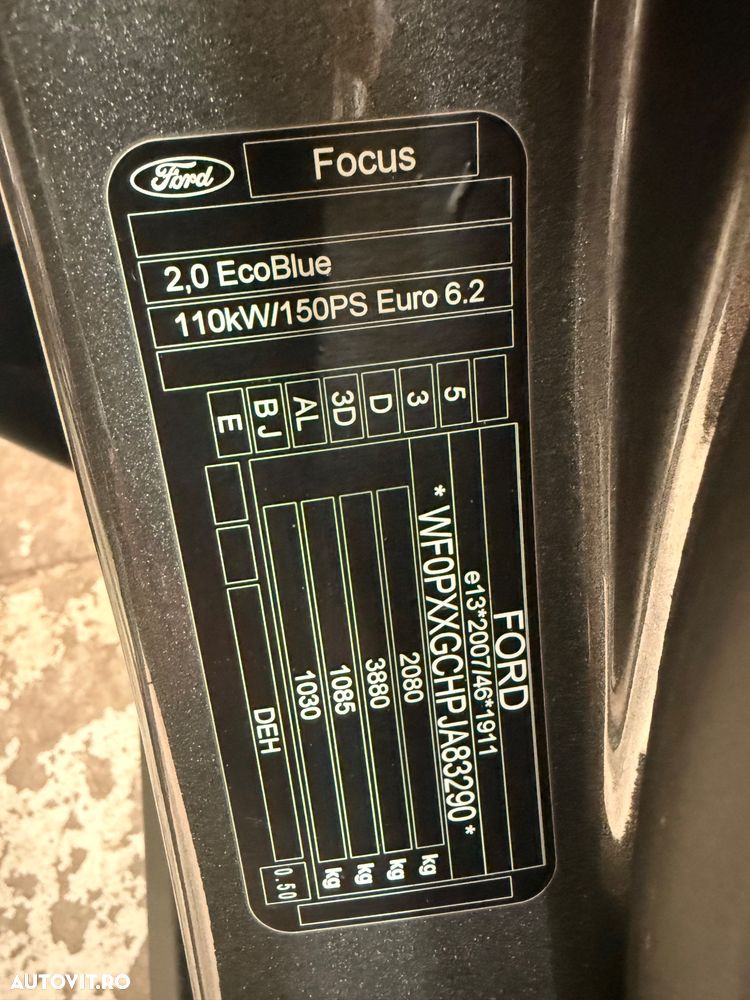 Ford
Focus
2,0 EcoBlue
110kW/150PS Euro 6.2
E BJ AL 3D D 3 5
FORD
e13*2007/46*1911
* WF0PXXGCHPJA83290 *
2080 kg
3880 kg
1085 kg
1030 kg
DEH 0.50
AUTOVIT.RO